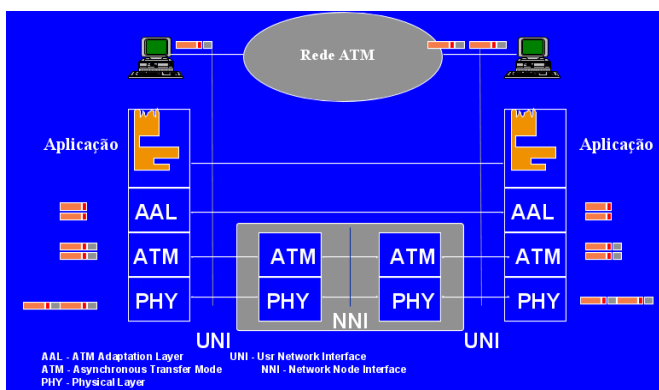 Rede ATM
Aplicação
Aplicação
AAL
AAL
ATM
ATM
ATM
ATM
PHY
PHY
PHY
PHY
NNI
UNI
UNI
AAL - ATM Adaptation Layer
UNI - Usr Network Interface
ATM - Asynchronous Transfer Mode
NNI - Network Node Interface
PHY - Physical Layer